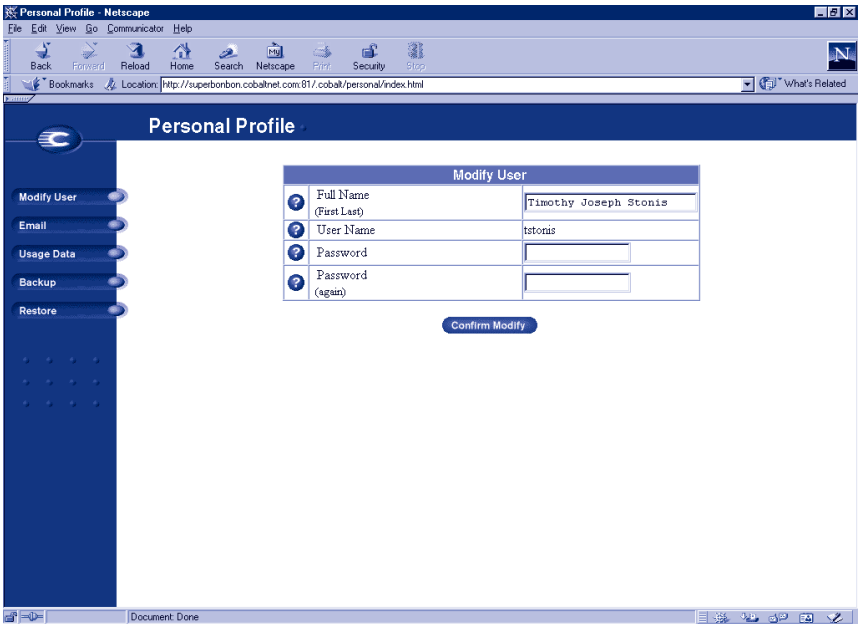 Personal Profile - Netscape
File Edit View Go Communicator Help
Back Forward Reload Home Search Netscape Print Security Stop
My
N
Bookmarks Location: http://superbonbon.cobaltnet.com:81/.cobalt/personal/index.html What's Related
C
Personal Profile
Modify User
Email
Usage Data
Backup
Restore
Modify User
? Full Name
(First Last)
Timothy Joseph Stonis
? User Name tstonis
? Password
? Password
(again)
Confirm Modify
Document: Done